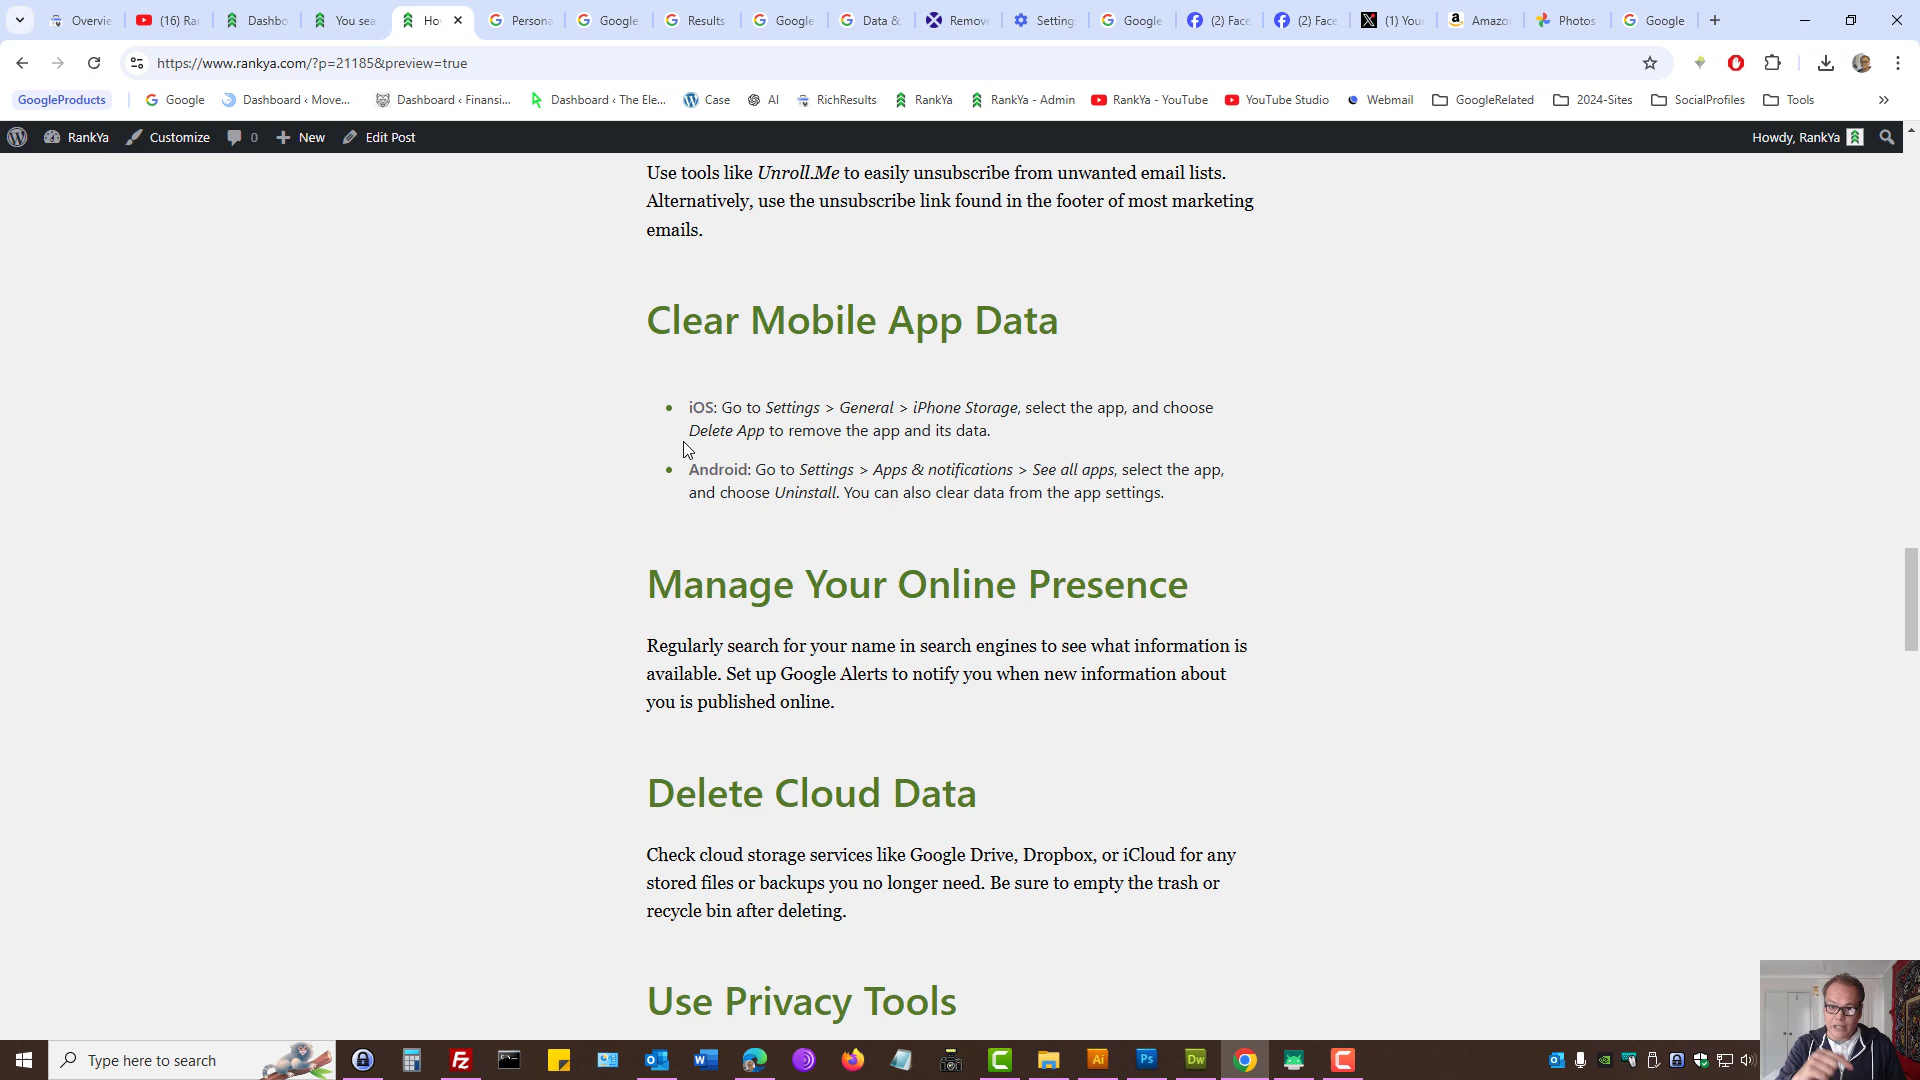 Overvie
(16) Ra
Dashbo
You sea
Ho
Persona
Google
Results
Google
Data &
Remove
Setting
Google
(2) Face
(2) Face
(1) Your
Amazo
Photos
Google
https://www.rankya.com/?p=21185&preview=true
GoogleProducts
Google
Dashboard ‹ Move...
Dashboard ‹ Finansi...
Dashboard ‹ The Ele...
Case
AI
RichResults
RankYa
RankYa - Admin
RankYa - YouTube
YouTube Studio
Webmail
GoogleRelated
2024-Sites
SocialProfiles
Tools
RankYa
Customize
0
New
Edit Post
Howdy, RankYa
Use tools like Unroll.Me to easily unsubscribe from unwanted email lists.
Alternatively, use the unsubscribe link found in the footer of most marketing
emails.
Clear Mobile App Data
iOS: Go to Settings > General > iPhone Storage, select the app, and choose
Delete App to remove the app and its data.
Android: Go to Settings > Apps & notifications > See all apps, select the app,
and choose Uninstall. You can also clear data from the app settings.
Manage Your Online Presence
Regularly search for your name in search engines to see what information is
available. Set up Google Alerts to notify you when new information about
you is published online.
Delete Cloud Data
Check cloud storage services like Google Drive, Dropbox, or iCloud for any
stored files or backups you no longer need. Be sure to empty the trash or
recycle bin after deleting.
Use Privacy Tools
Type here to search